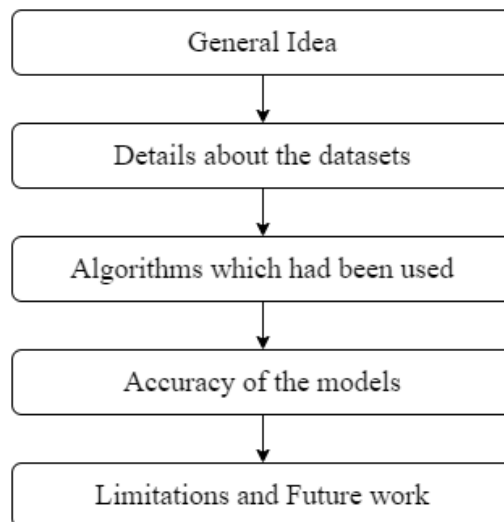 General Idea
Details about the datasets
Algorithms which had been used
Accuracy of the models
Limitations and Future work